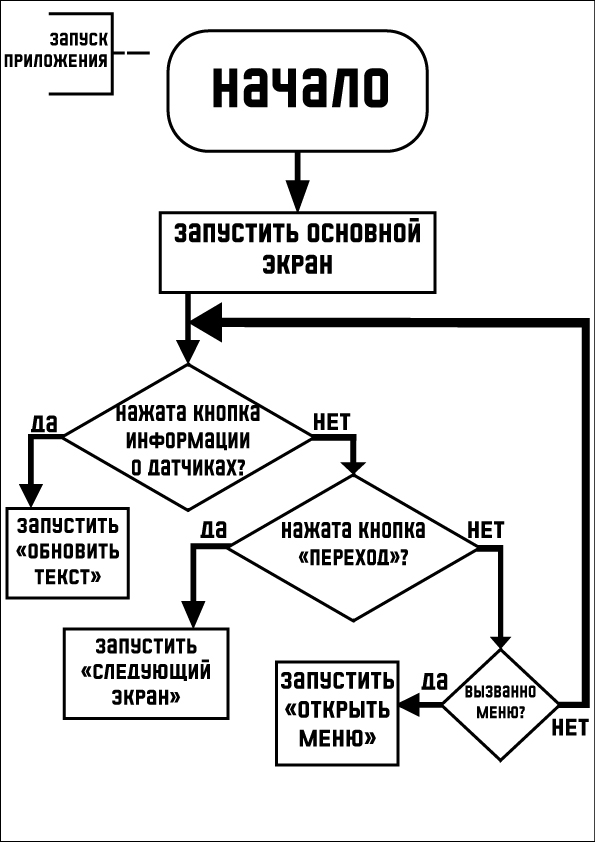 ЗАПУСК
ПРИЛОЖЕНИЯ
НАЧАЛО
ЗАПУСТИТЬ ОСНОВНОЙ
ЭКРАН
ДА
НАЖАТА КНОПКА
ИНФОРМАЦИИ
О ДАТЧИКАХ?
НЕТ
ЗАПУСТИТЬ
«ОБНОВИТЬ
ТЕКСТ»
ДА
НАЖАТА КНОПКА
«ПЕРЕХОД»?
НЕТ
ЗАПУСТИТЬ
«СЛЕДУЮЩИЙ
ЭКРАН»
ЗАПУСТИТЬ
«ОТКРЫТЬ
МЕНЮ»
ДА
ВЫЗВАННО
МЕНЮ?
НЕТ